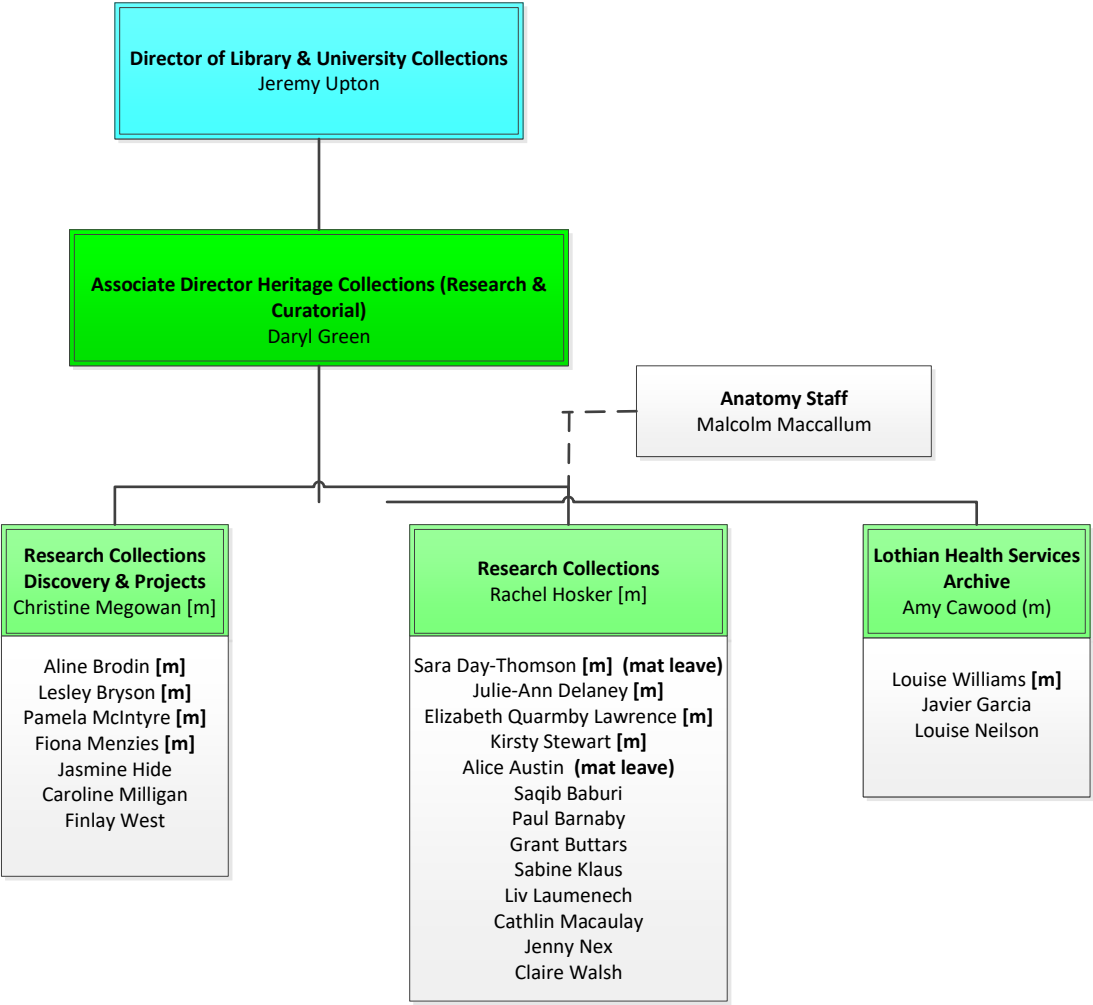 Director of Library & University Collections
Jeremy Upton
Associate Director Heritage Collections (Research &
Curatorial)
Daryl Green
Anatomy Staff
Malcolm Maccallum
Research Collections
Discovery & Projects
Christine Megowan [m]
Aline Brodin [m]
Lesley Bryson [m]
Pamela McIntyre [m]
Fiona Menzies [m]
Jasmine Hide
Caroline Milligan
Finlay West
Research Collections
Rachel Hosker [m]
Sara Day-Thomson [m] (mat leave)
Julie-Ann Delaney [m]
Elizabeth Quarmby Lawrence [m]
Kirsty Stewart [m]
Alice Austin (mat leave)
Saqib Baburi
Paul Barnaby
Grant Buttars
Sabine Klaus
Liv Laumenech
Cathlin Macaulay
Jenny Nex
Claire Walsh
Lothian Health Services
Archive
Amy Cawood (m)
Louise Williams [m]
Javier Garcia
Louise Neilson